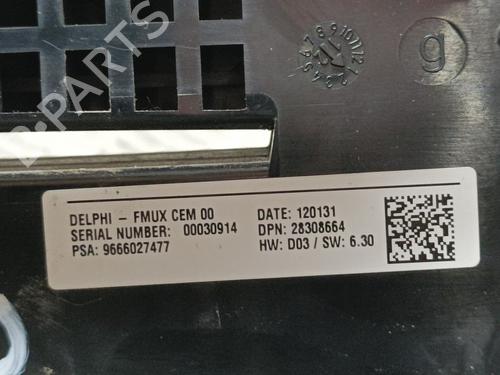 g
B-PARTS
DELPHI - FMUX CEM 00 DATE: 120131
SERIAL NUMBER: 00030914 DPN: 28308664
PSA: 9666027477 HW: D03 / SW: 6.30